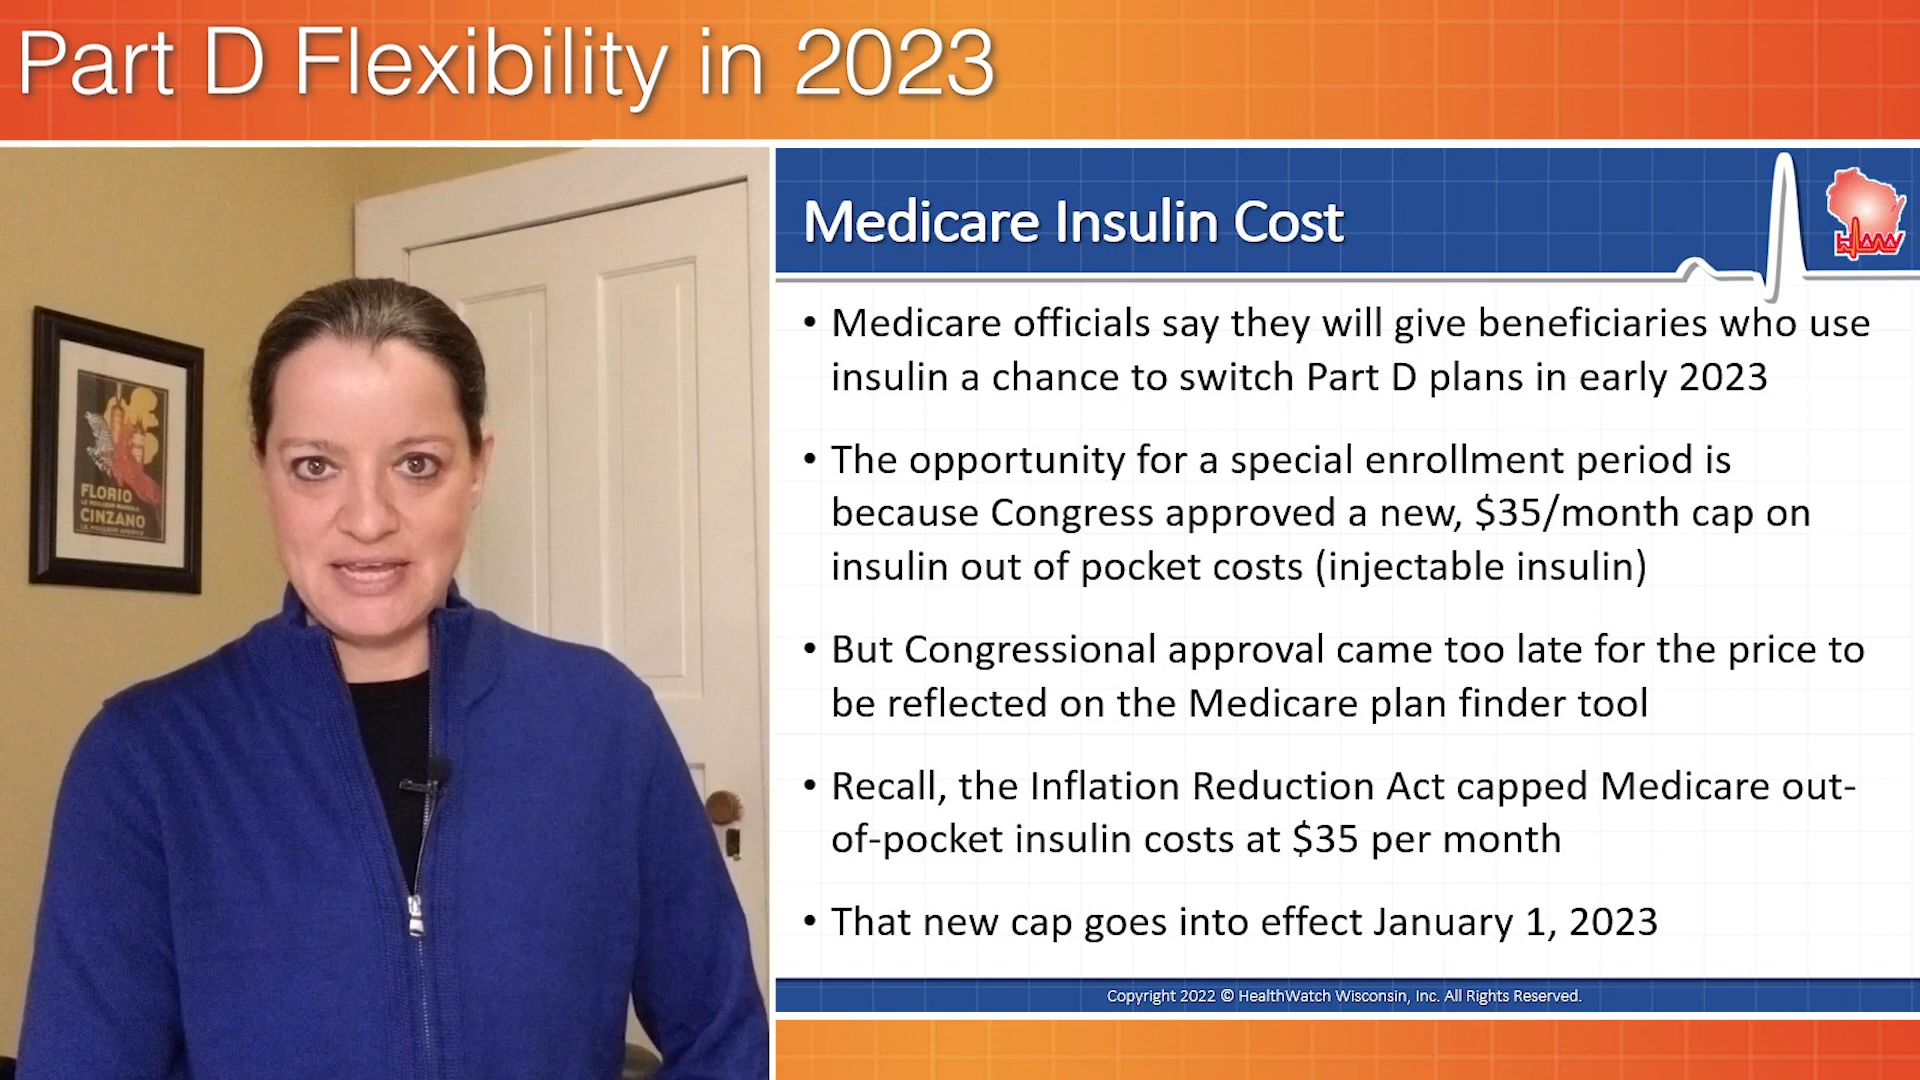 Part D Flexibility in 2023
FLORIO
CINZANO
Medicare Insulin Cost
HWW
• Medicare officials say they will give beneficiaries who use
insulin a chance to switch Part D plans in early 2023
• The opportunity for a special enrollment period is
because Congress approved a new, $35/month cap on
insulin out of pocket costs (injectable insulin)
• But Congressional approval came too late for the price to
be reflected on the Medicare plan finder tool
• Recall, the Inflation Reduction Act capped Medicare out-
of-pocket insulin costs at $35 per month
• That new cap goes into effect January 1, 2023
Copyright 2022 © HealthWatch Wisconsin, Inc. All Rights Reserved.